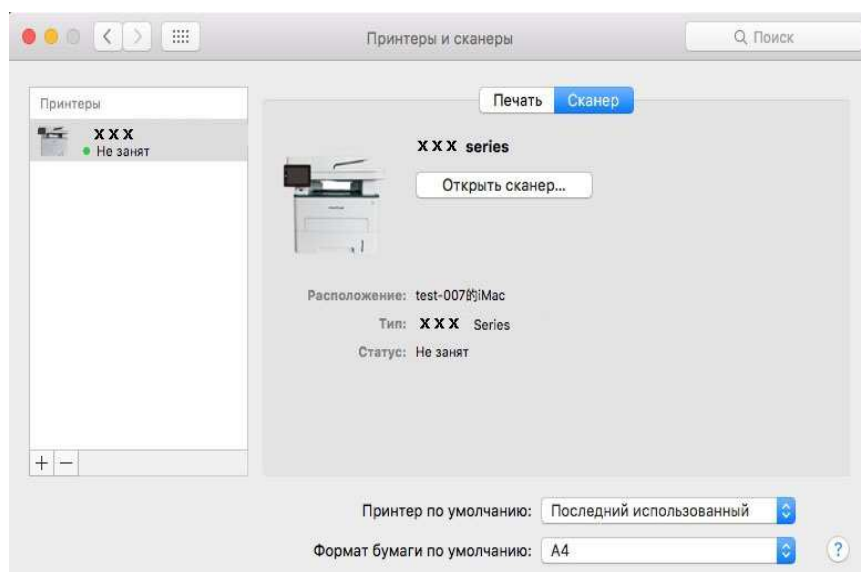 Принтеры и сканеры
Поиск
Принтеры
X X X
Не занят
Печать
Сканер
X X X series
Открыть сканер...
Расположение: test-007的iMac
Тип: X X X Series
Статус: Не занят
+ −
Принтер по умолчанию: Последний использованный
Формат бумаги по умолчанию: A4
?